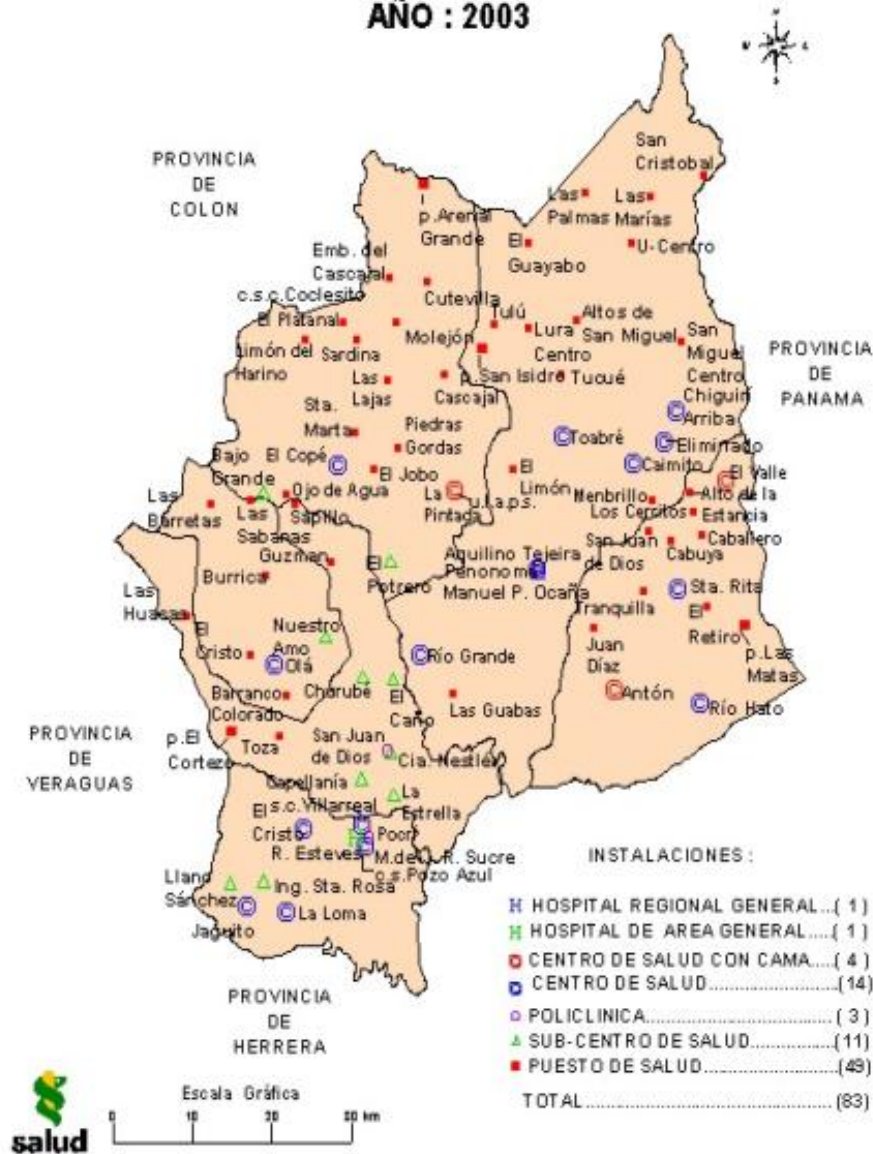 AÑO : 2003
PROVINCIA
DE
COLON
San
Cristobal
Las
Palmas
Las
Marías
p.Arenal
Grande
El
Guayabo
U-Centro
Emb. del
Cascajal
Cutevilla
c.s.c.Coclesito
El Platanal
Molejón
Tulú
Lura
Centro
Altos de
San Miguel
San
Miguel
Centro
PROVINCIA
DE
PANAMA
Limón del
Harino
Sardina
Las
Lajas
Cascajal
p.San Isidro
Tucué
Chiguirí
Arriba
Sta.
Marta
Piedras
Gordas
Toabré
Eliminado
Caimito
Bajo
Grande
El Copé
El Jobo
La
Pintada
u.l.a.p.s.
El
Limón
El Valle
Las
Barretas
Ojo de Agua
Las
Sabanas
Sapillo
Membrillo
Alto de la
Estancia
Los Cerritos
Guzman
El
Potrero
Aquilino Tejeira
Penonomé
Manuel P. Ocaña
San Juan
de Dios
Cabuya
Caballero
Burrica
Las
Huacas
Sta. Rita
Tranquilla
El
Retiro
El
Cristo
Nuestro
Amo
Olá
Río Grande
Juan
Díaz
p.Las
Matas
Churubé
El
Caño
Barranco
Colorado
Las Guabas
Antón
Río Hato
PROVINCIA
DE
VERAGUAS
p.El
Cortezo
Toza
San Juan
de Dios
Cia. Nestlé
Capellanía
La
Estrella
s.c.Villarreal
El
Cristo
Pocrí
R. Esteves
M.de J. R. Sucre
c.s.Pozo Azul
Llano
Sánchez
Ing. Sta. Rosa
Jaguito
La Loma
PROVINCIA
DE
HERRERA
INSTALACIONES :
HOSPITAL REGIONAL GENERAL...( 1)
HOSPITAL DE AREA GENERAL.....( 1)
CENTRO DE SALUD CON CAMA....( 4 )
CENTRO DE SALUD........................(14)
POLICLINICA..................................( 3 )
SUB-CENTRO DE SALUD...............(11)
PUESTO DE SALUD.......................(49)
TOTAL...........................................(83)
Escala Gráfica
0 10 20 km
salud